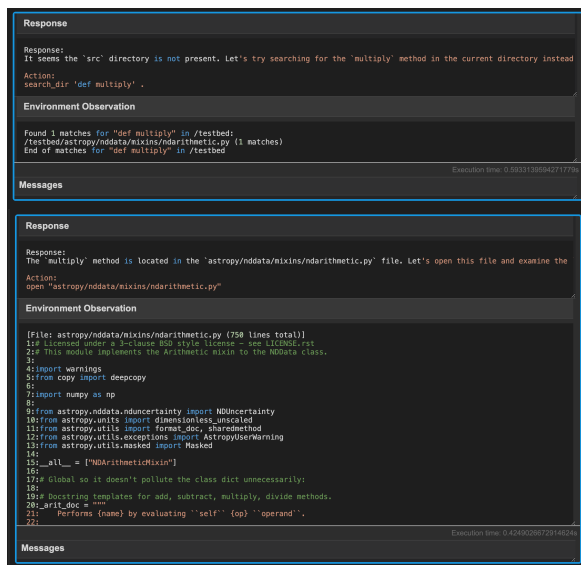 Response
Response:
It seems the `src` directory is not present. Let's try searching for the `multiply` method in the current directory instead
Action:
search_dir 'def multiply' .
Environment Observation
Found 1 matches for "def multiply" in /testbed:
/testbed/astropy/nddata/mixins/ndarithmetic.py (1 matches)
End of matches for "def multiply" in /testbed
Execution time: 0.5933139594271779s
Messages
Response
Response:
The `multiply` method is located in the `astropy/nddata/mixins/ndarithmetic.py` file. Let's open this file and examine the
Action:
open "astropy/nddata/mixins/ndarithmetic.py"
Environment Observation
[File: astropy/nddata/mixins/ndarithmetic.py (750 lines total)]
1:# Licensed under a 3-clause BSD style license - see LICENSE.rst
2:# This module implements the Arithmetic mixin to the NDData class.
3:
4:import warnings
5:from copy import deepcopy
6:
7:import numpy as np
8:
9:from astropy.nddata.nduncertainty import NDUncertainty
10:from astropy.units import dimensionless_unscaled
11:from astropy.utils import format_doc, sharedmethod
12:from astropy.utils.exceptions import AstropyUserWarning
13:from astropy.utils.masked import Masked
14:
15:__all__ = ["NDArithmeticMixin"]
16:
17:# Global so it doesn't pollute the class dict unnecessarily:
18:
19:# Docstring templates for add, subtract, multiply, divide methods.
20:_arit_doc = """
21:    Performs {name} by evaluating ``self`` {op} ``operand``.
22:
Execution time: 0.4249026672914624s
Messages